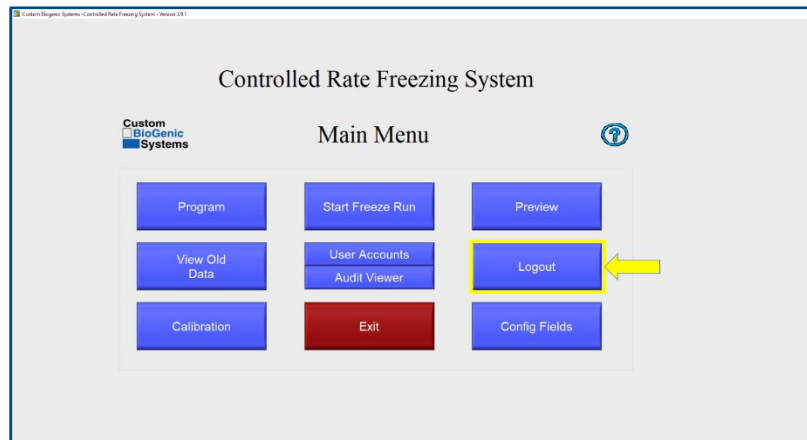 Custom Biogenic Systems -Controlled Rate Freezing System - Version 3.9.1
Controlled Rate Freezing System
Custom
BioGenic
Systems
Main Menu
?
Program
Start Freeze Run
Preview
View Old
Data
User Accounts
Audit Viewer
Logout
Calibration
Exit
Config Fields